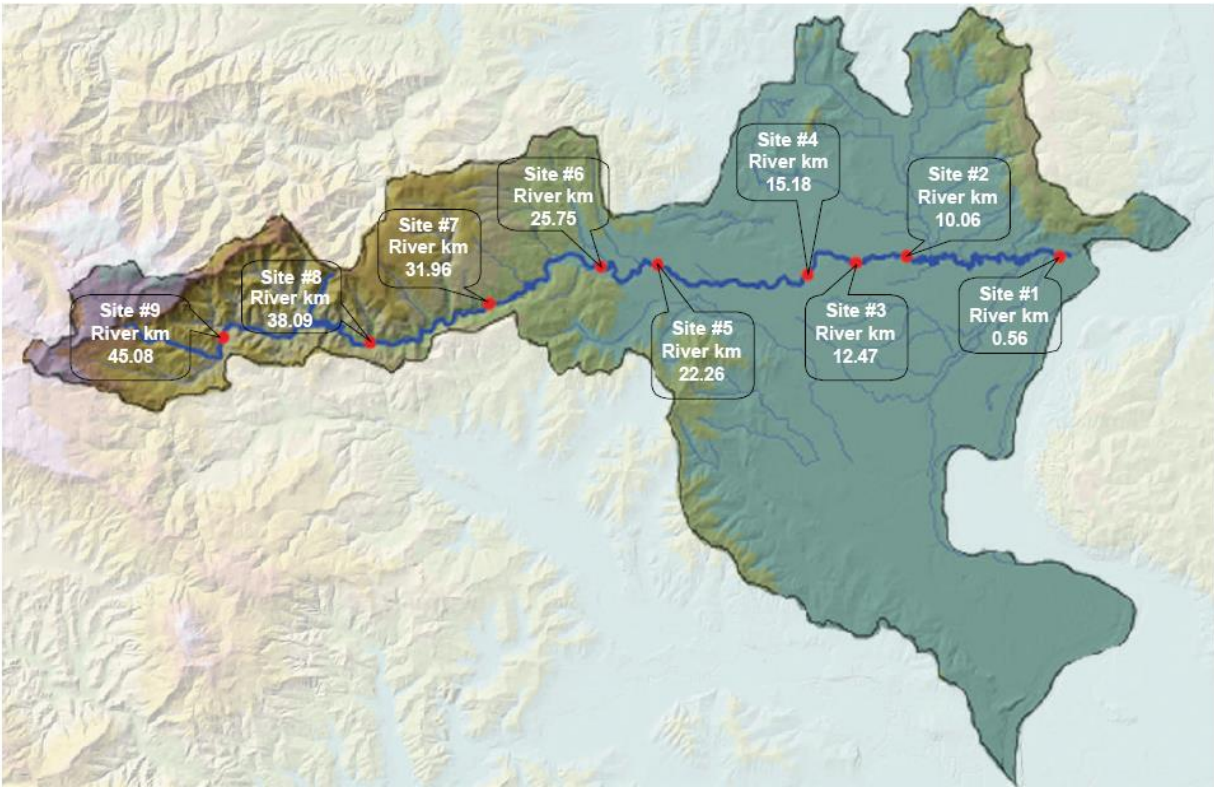 Site #4
River km
15.18
Site #6
River km
25.75
Site #2
River km
10.06
Site #7
River km
31.96
Site #8
River km
38.09
Site #9
River km
45.08
Site #1
River km
0.56
Site #3
River km
12.47
Site #5
River km
22.26